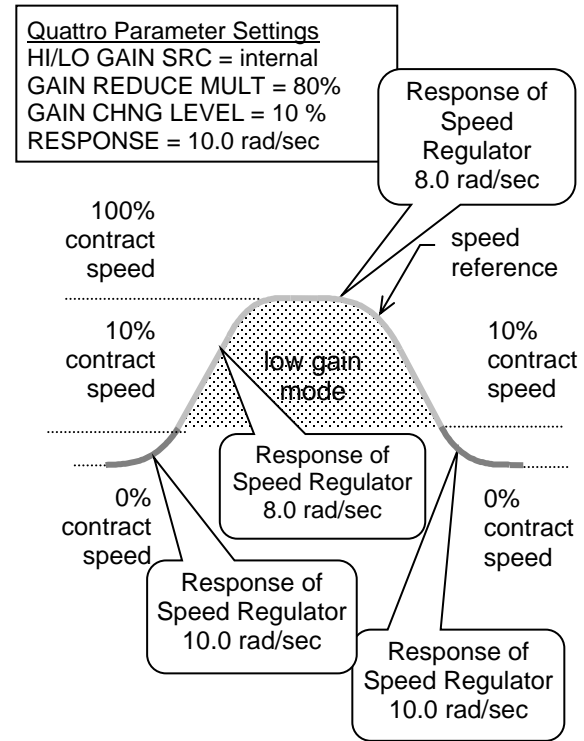 Quattro Parameter Settings
HI/LO GAIN SRC = internal
GAIN REDUCE MULT = 80%
GAIN CHNG LEVEL = 10 %
RESPONSE = 10.0 rad/sec
Response of
Speed
Regulator
8.0 rad/sec
100%
contract
speed
speed
reference
10%
contract
speed
low gain
mode
10%
contract
speed
Response of
Speed Regulator
8.0 rad/sec
0%
contract
speed
0%
contract
speed
Response of
Speed Regulator
10.0 rad/sec
Response of
Speed Regulator
10.0 rad/sec